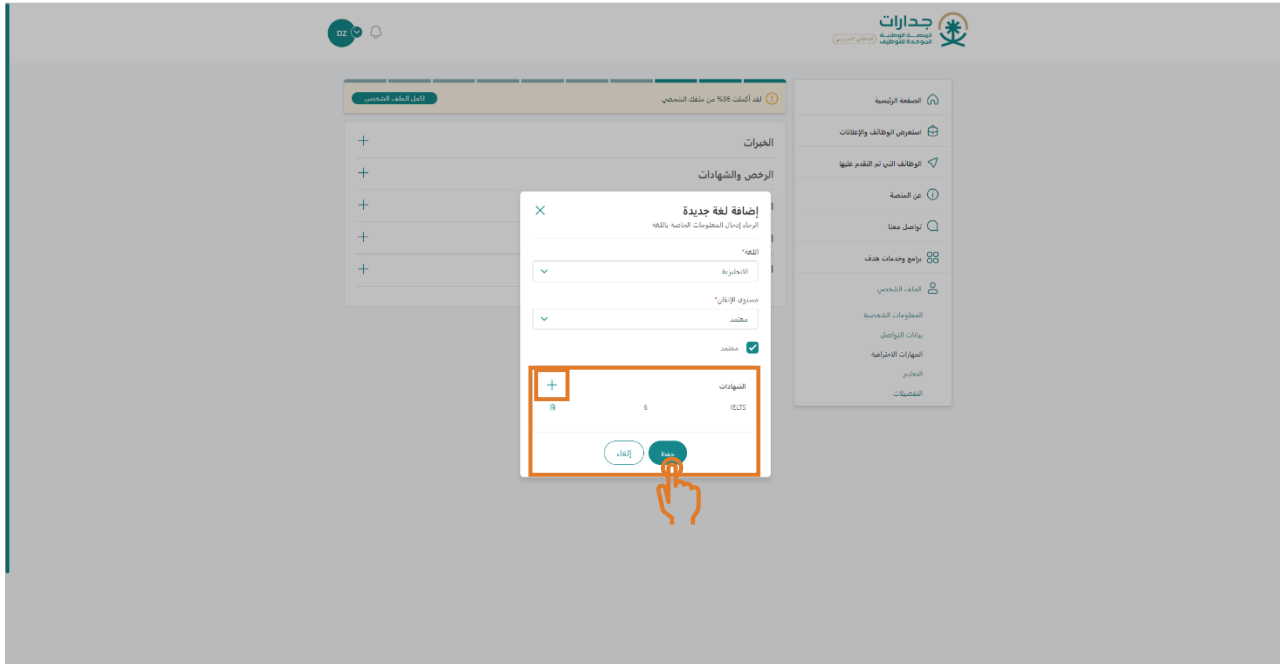 جدارات
المنصة الوطنية
الموحدة للتوظيف
DZ
الصفحة الرئيسية
استعرض الوظائف والإعلانات
الوظائف التي تم التقدم عليها
عن المنصة
تواصل معنا
برامج وخدمات هدف
الملف الشخصي
المعلومات الشخصية
بيانات التواصل
المهارات الاحترافية
التعليم
التفضيلات
لقد أكملت 36% من ملفك الشخصي
اكمل الملف الشخصي
الخبرات
الرخص والشهادات
إضافة لغة جديدة
الرجاء إدخال المعلومات الخاصة باللغة
اللغة*
الانجليزية
مستوى الإتقان*
معتمد
معتمد
الشهادات
IELTS 6
حفظ إلغاء